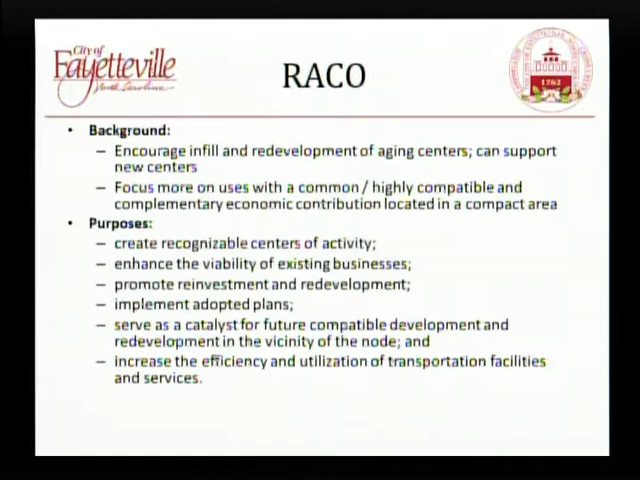 City of
Fayetteville
North Carolina
RACO
1762
• Background:
– Encourage infill and redevelopment of aging centers; can support
new centers
– Focus more on uses with a common / highly compatible and
complementary economic contribution located in a compact area
• Purposes:
– create recognizable centers of activity;
– enhance the viability of existing businesses;
– promote reinvestment and redevelopment;
– implement adopted plans;
– serve as a catalyst for future compatible development and
redevelopment in the vicinity of the node; and
– increase the efficiency and utilization of transportation facilities
and services.